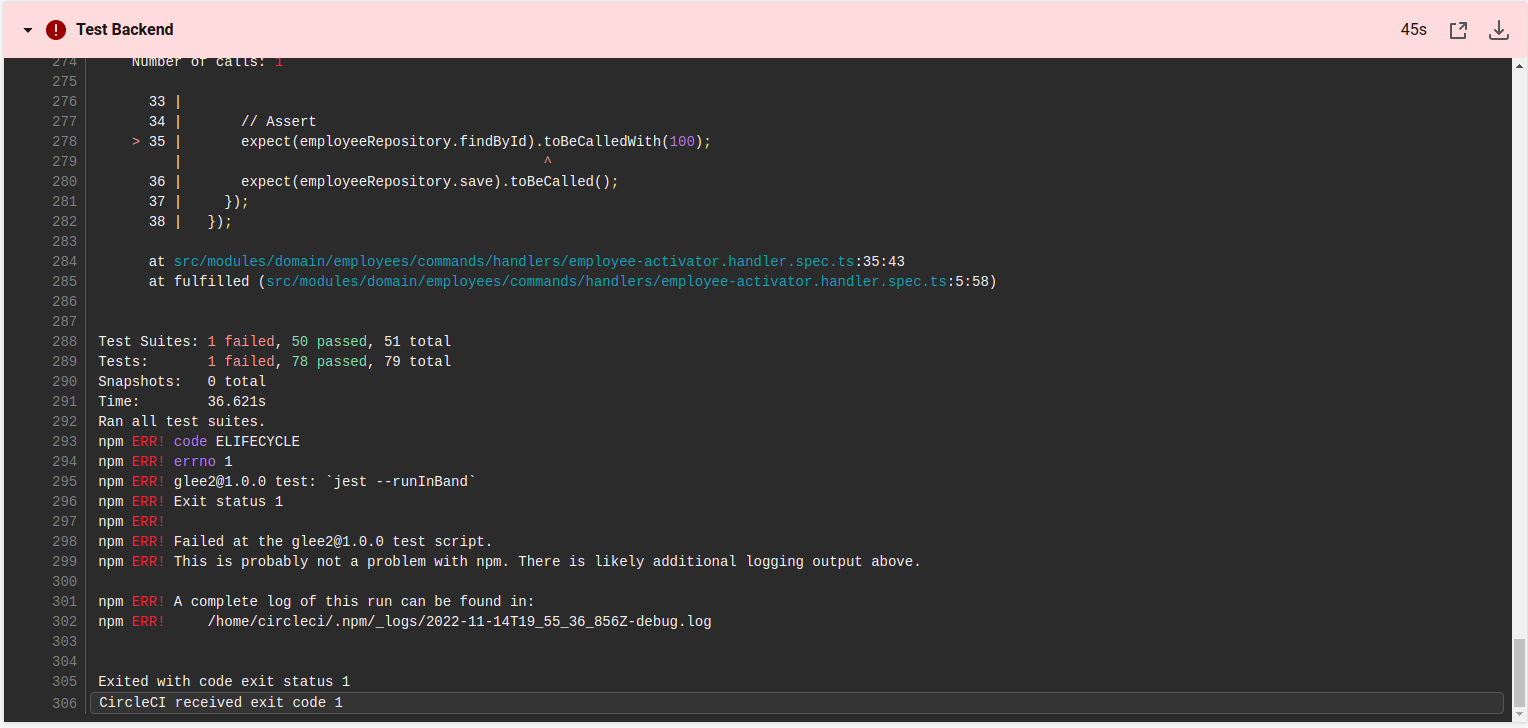 Test Backend 45s
274 Number of calls: 1
275
276 33 |
277 34 | // Assert
278 > 35 | expect(employeeRepository.findById).toBeCalledWith(100);
279 | ^
280 36 | expect(employeeRepository.save).toBeCalled();
281 37 | });
282 38 | });
283
284 at src/modules/domain/employees/commands/handlers/employee-activator.handler.spec.ts:35:43
285 at fulfilled (src/modules/domain/employees/commands/handlers/employee-activator.handler.spec.ts:5:58)
286
287
288 Test Suites: 1 failed, 50 passed, 51 total
289 Tests: 1 failed, 78 passed, 79 total
290 Snapshots: 0 total
291 Time: 36.621s
292 Ran all test suites.
293 npm ERR! code ELIFECYCLE
294 npm ERR! errno 1
295 npm ERR! glee2@1.0.0 test: `jest --runInBand`
296 npm ERR! Exit status 1
297 npm ERR!
298 npm ERR! Failed at the glee2@1.0.0 test script.
299 npm ERR! This is probably not a problem with npm. There is likely additional logging output above.
300
301 npm ERR! A complete log of this run can be found in:
302 npm ERR! /home/circleci/.npm/_logs/2022-11-14T19_55_36_856Z-debug.log
303
304
305 Exited with code exit status 1
306 CircleCI received exit code 1